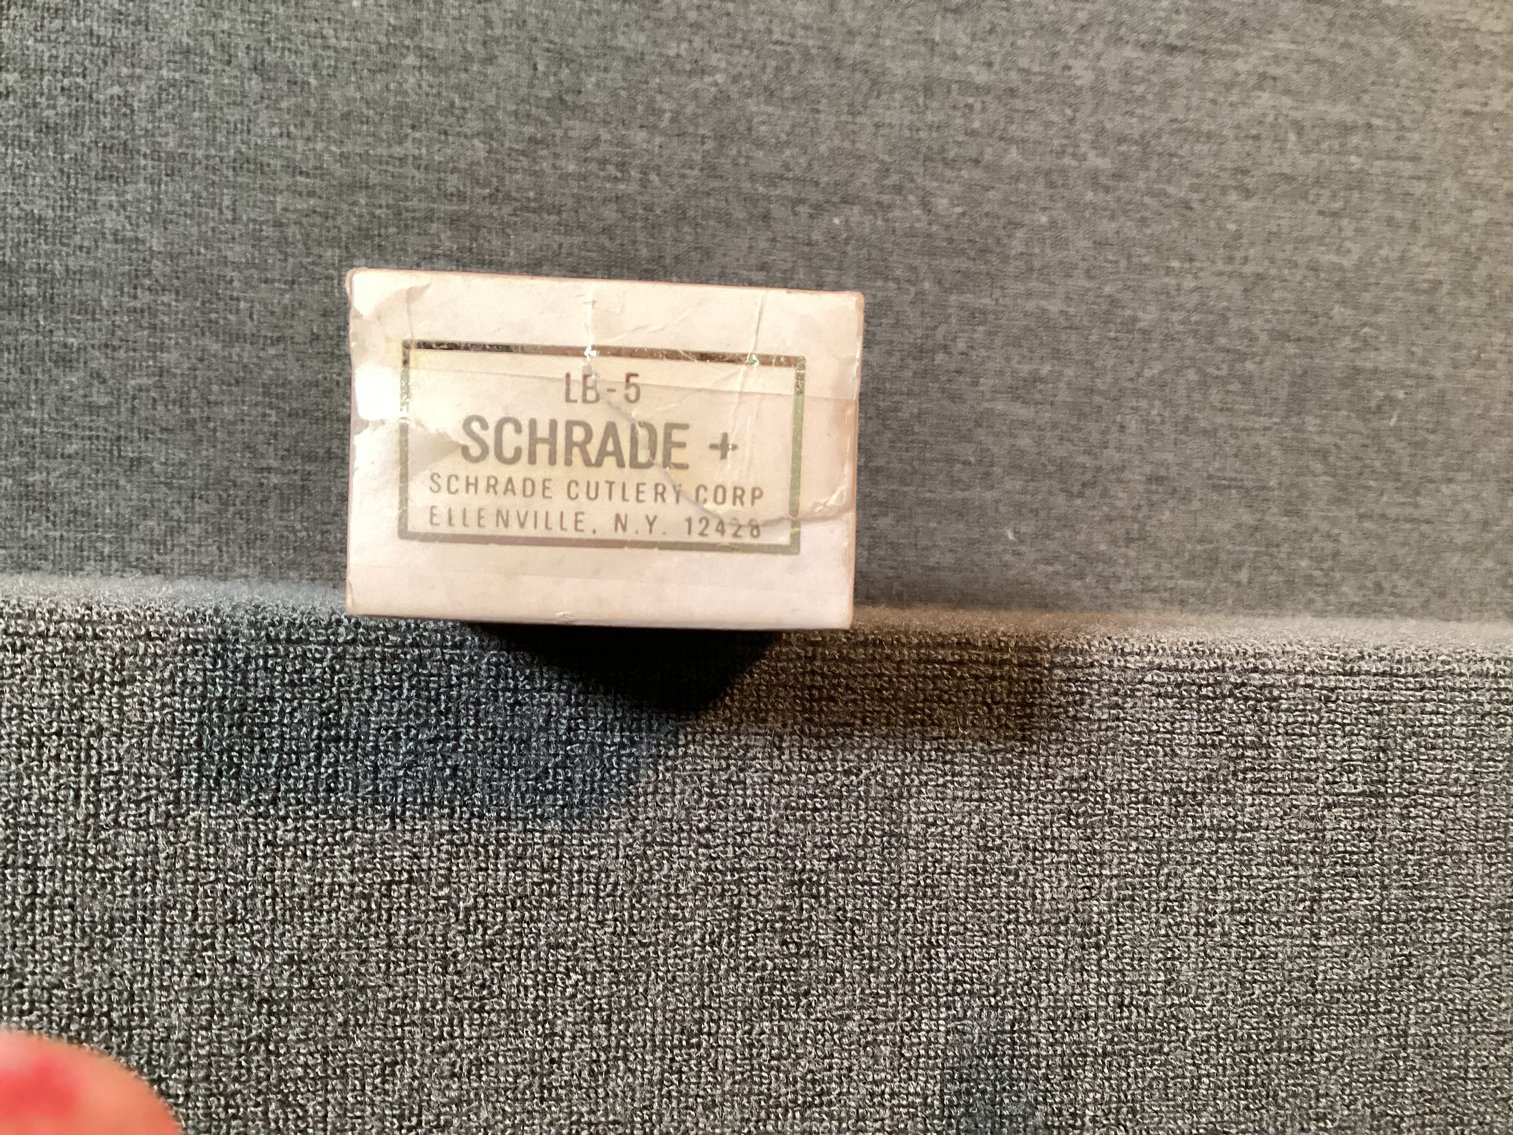 LB-5
SCHRADE +
SCHRADE CUTLERY CORP
ELLENVILLE, N.Y. 12428